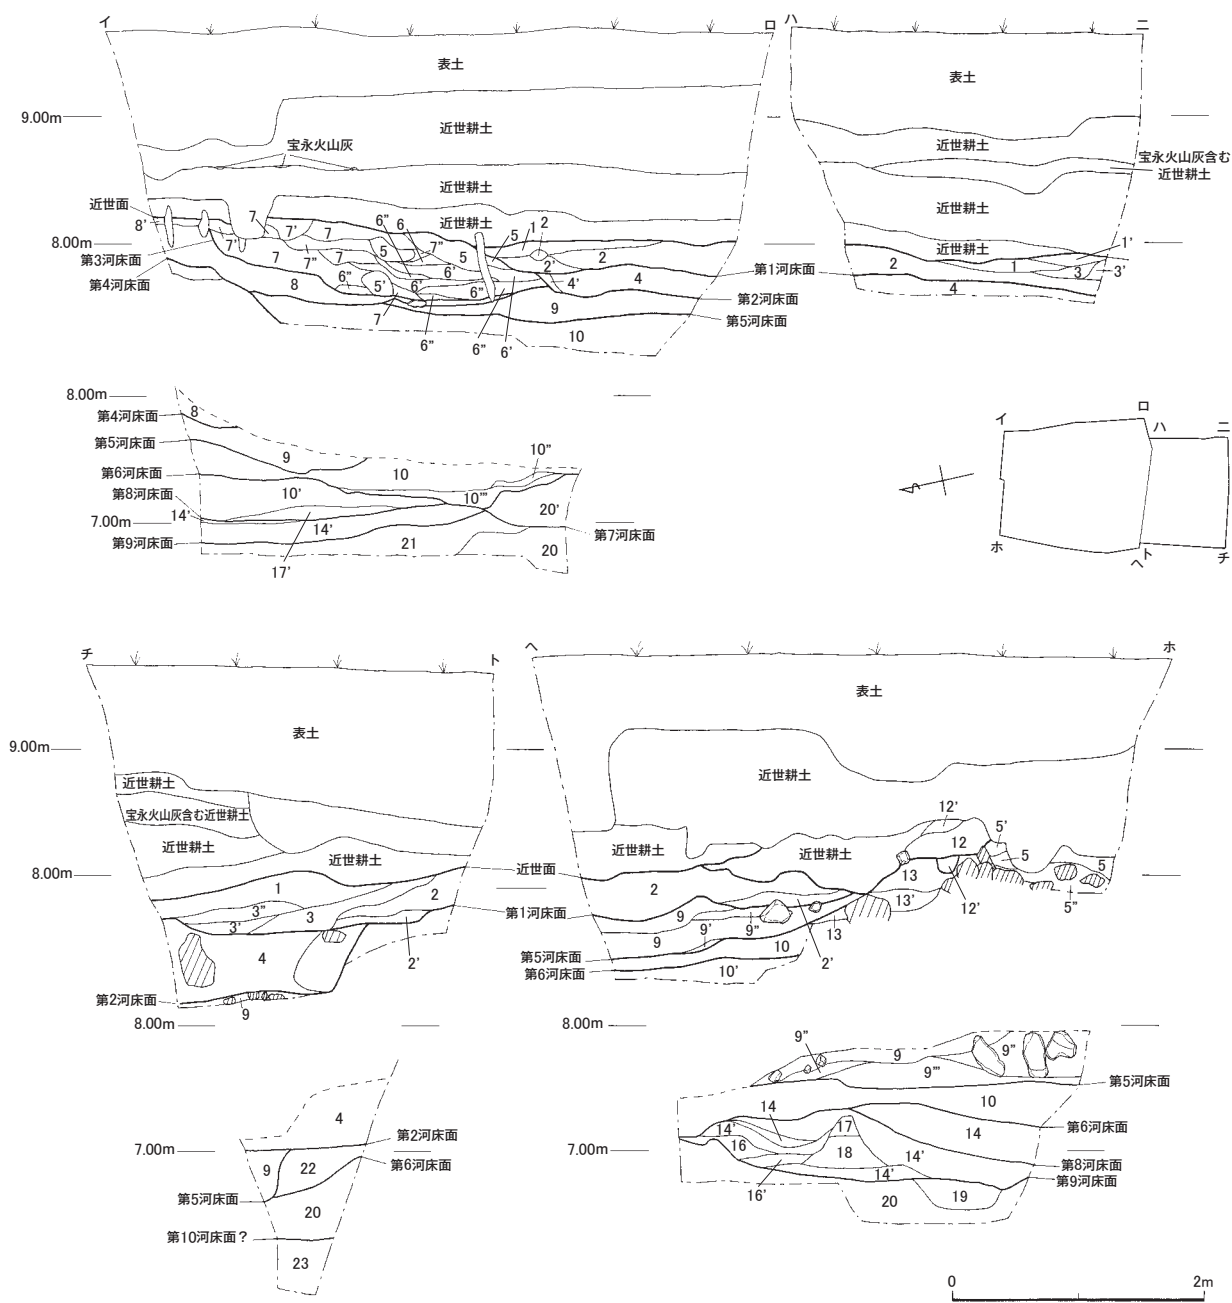 イ
ロ
ハ
ニ
表土
表土
9.00m
近世耕土
近世耕土
宝永火山灰
宝永火山灰含む
近世耕土
近世耕土
近世耕土
近世面
近世耕土
近世耕土
8'
7
7'
7
6"
6
7"
5
1
2
8.00m
7'
7
7"
7
5
5
6'
2'
2
1'
第3河床面
2
1
3
3'
第1河床面
第4河床面
8
6"
5'
6'
6"
4'
4
4
第2河床面
7
9
第5河床面
6"
6"
6'
10
8.00m
第4河床面
8
第5河床面
9
10
10"
第6河床面
10'
10'''
第8河床面
20'
14'
7.00m
17'
14'
第7河床面
第9河床面
21
20
イ
ロ
ハ
ニ
ホ
ヘ
ト
チ
チ
ト
ヘ
ホ
表土
表土
9.00m
近世耕土
近世耕土
宝永火山灰含む近世耕土
12'
5'
近世耕土
近世耕土
近世耕土
近世耕土
12
5
5
8.00m
近世面
13
1
2
2
12'
5"
3"
3
第1河床面
9
13'
3'
9'
9"
13
9
10
4
2'
第5河床面
2'
第6河床面
10'
第2河床面
9
8.00m
8.00m
9"
9
9"
9'''
第5河床面
4
10
14
第6河床面
第2河床面
14'
17
14
7.00m
7.00m
16
18
14'
9
22
第6河床面
第8河床面
14'
第9河床面
第5河床面
16'
19
20
20
第10河床面？
23
0
2m